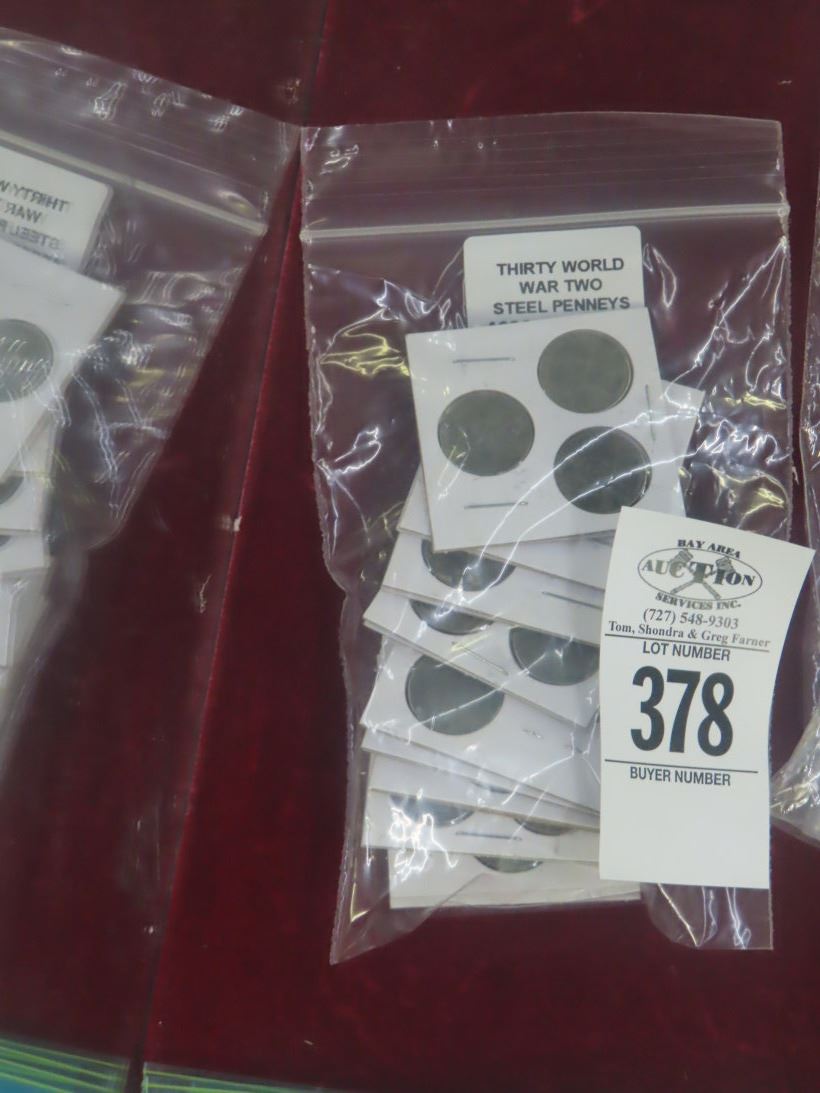 THIRTY W
WAR
STEEL P
THIRTY WORLD
WAR TWO
STEEL PENNEYS
BAY AREA
AUCTION
SERVICES INC.
(727) 548-9303
Tom, Shondra & Greg Farner
LOT NUMBER
378
BUYER NUMBER